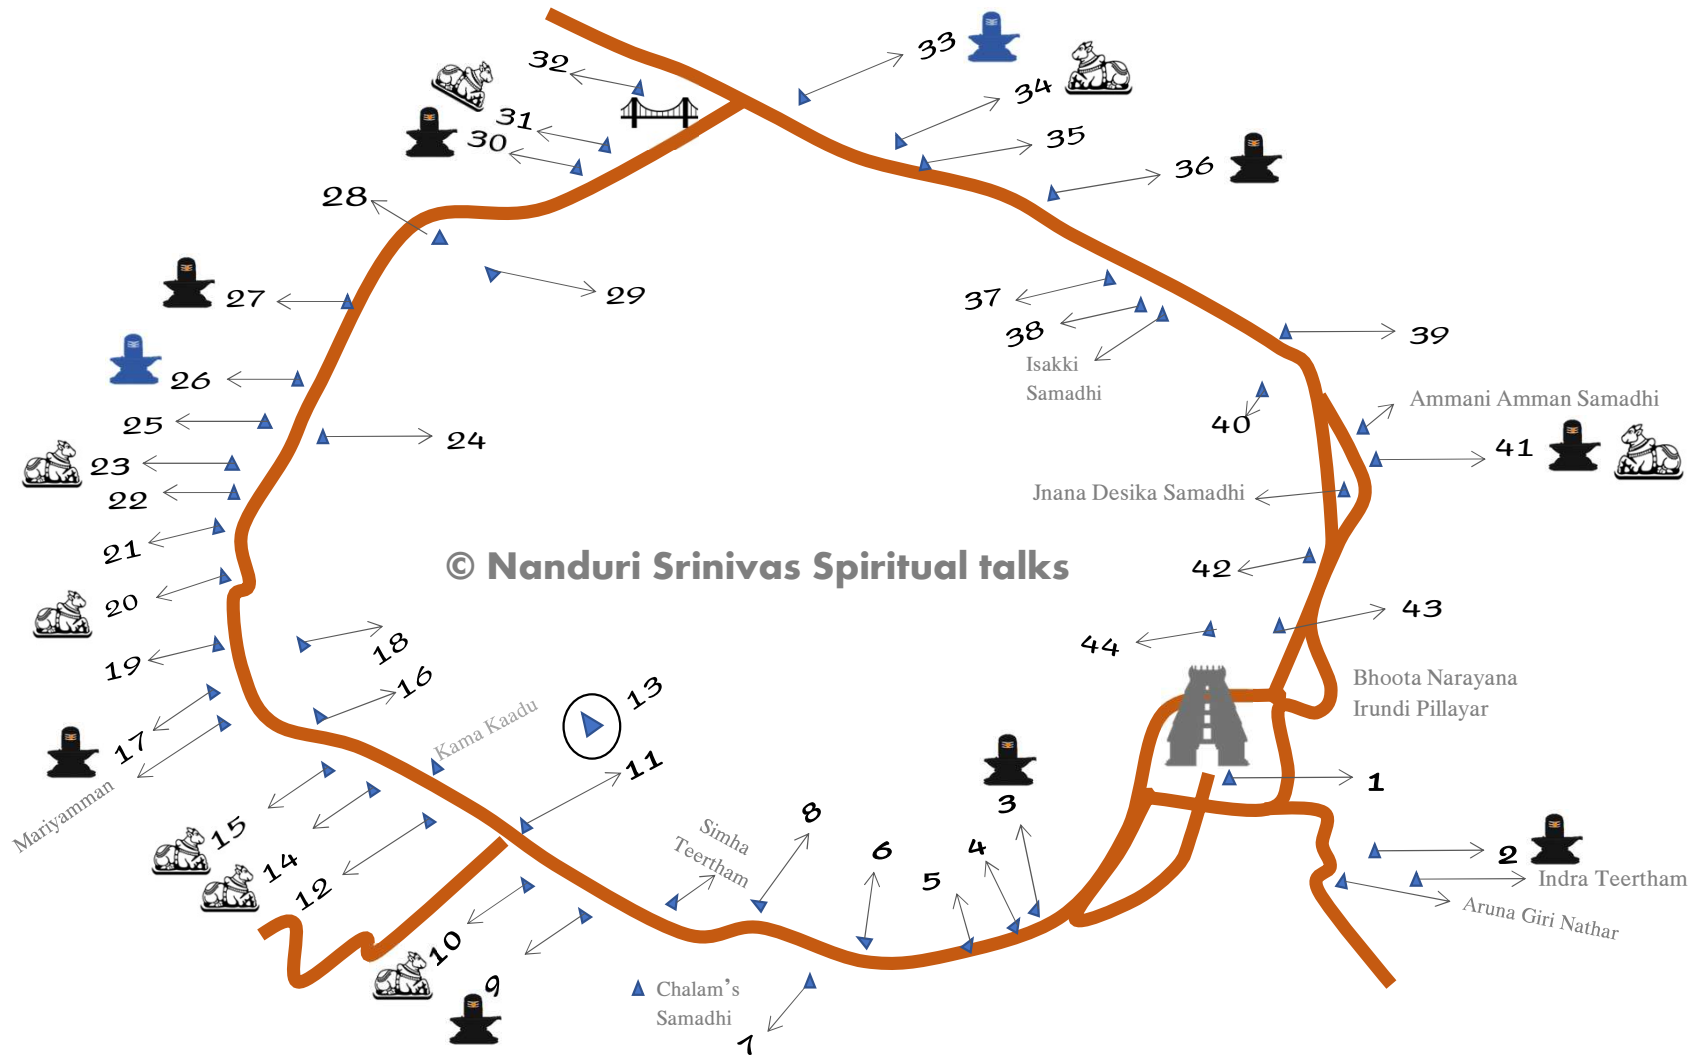 32
33
34
31
30
35
36
28
27
29
37
38
39
Isakki
Samadhi
26
25
24
40
Ammani Amman Samadhi
41
23
22
Jnana Desika Samadhi
21
© Nanduri Srinivas Spiritual talks
42
20
43
44
19
18
16
13
Bhoota Narayana
Irundi Pillayar
Kama Kaadu
17
Mariyamman
11
1
3
15
14
12
8
Simha
Teertham
6
4
5
2
Indra Teertham
Aruna Giri Nathar
10
9
Chalam's
Samadhi
7